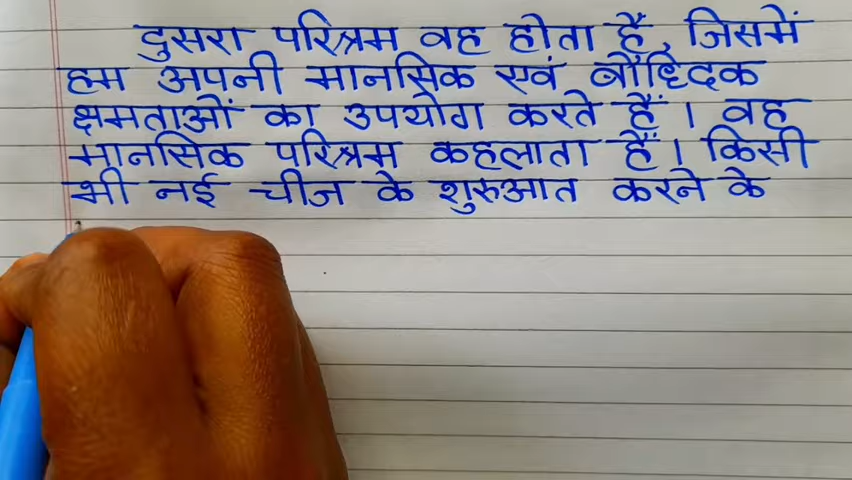 दुसरा परिश्रम वह होता है, जिसमें
हम अपनी मानसिक एवं बौध्दिक
क्षमताओं का उपयोग करते हैं । वह
मानसिक परिश्रम कहलाता हैं । किसी
भी नई चीज के शुरुआत करने के